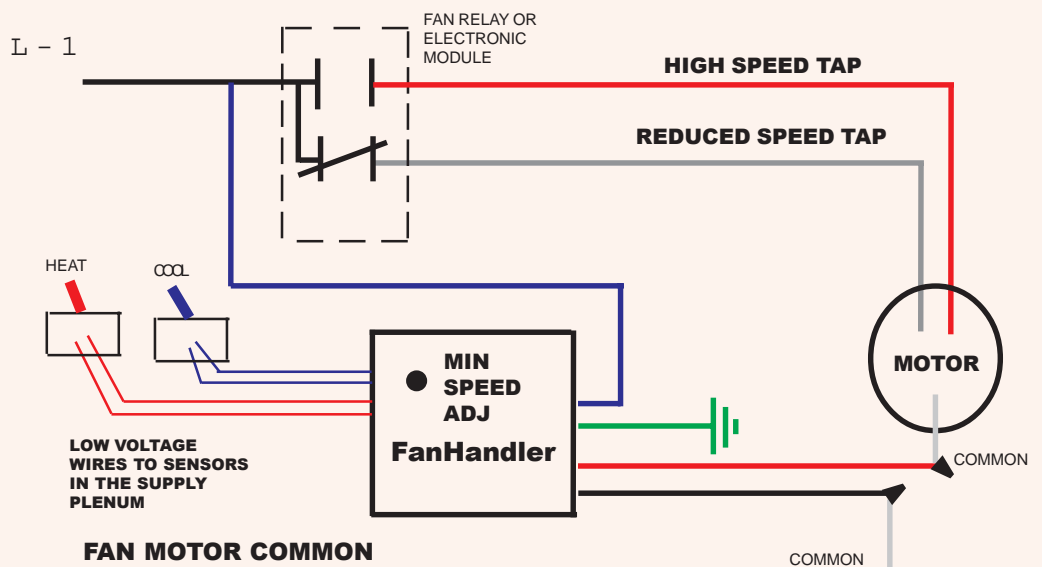 L - 1
FAN RELAY OR
ELECTRONIC
MODULE
HIGH SPEED TAP
REDUCED SPEED TAP
HEAT
COOL
MIN
SPEED
ADJ
FanHandler
MOTOR
LOW VOLTAGE
WIRES TO SENSORS
IN THE SUPPLY
PLENUM
COMMON
FAN MOTOR COMMON
COMMON